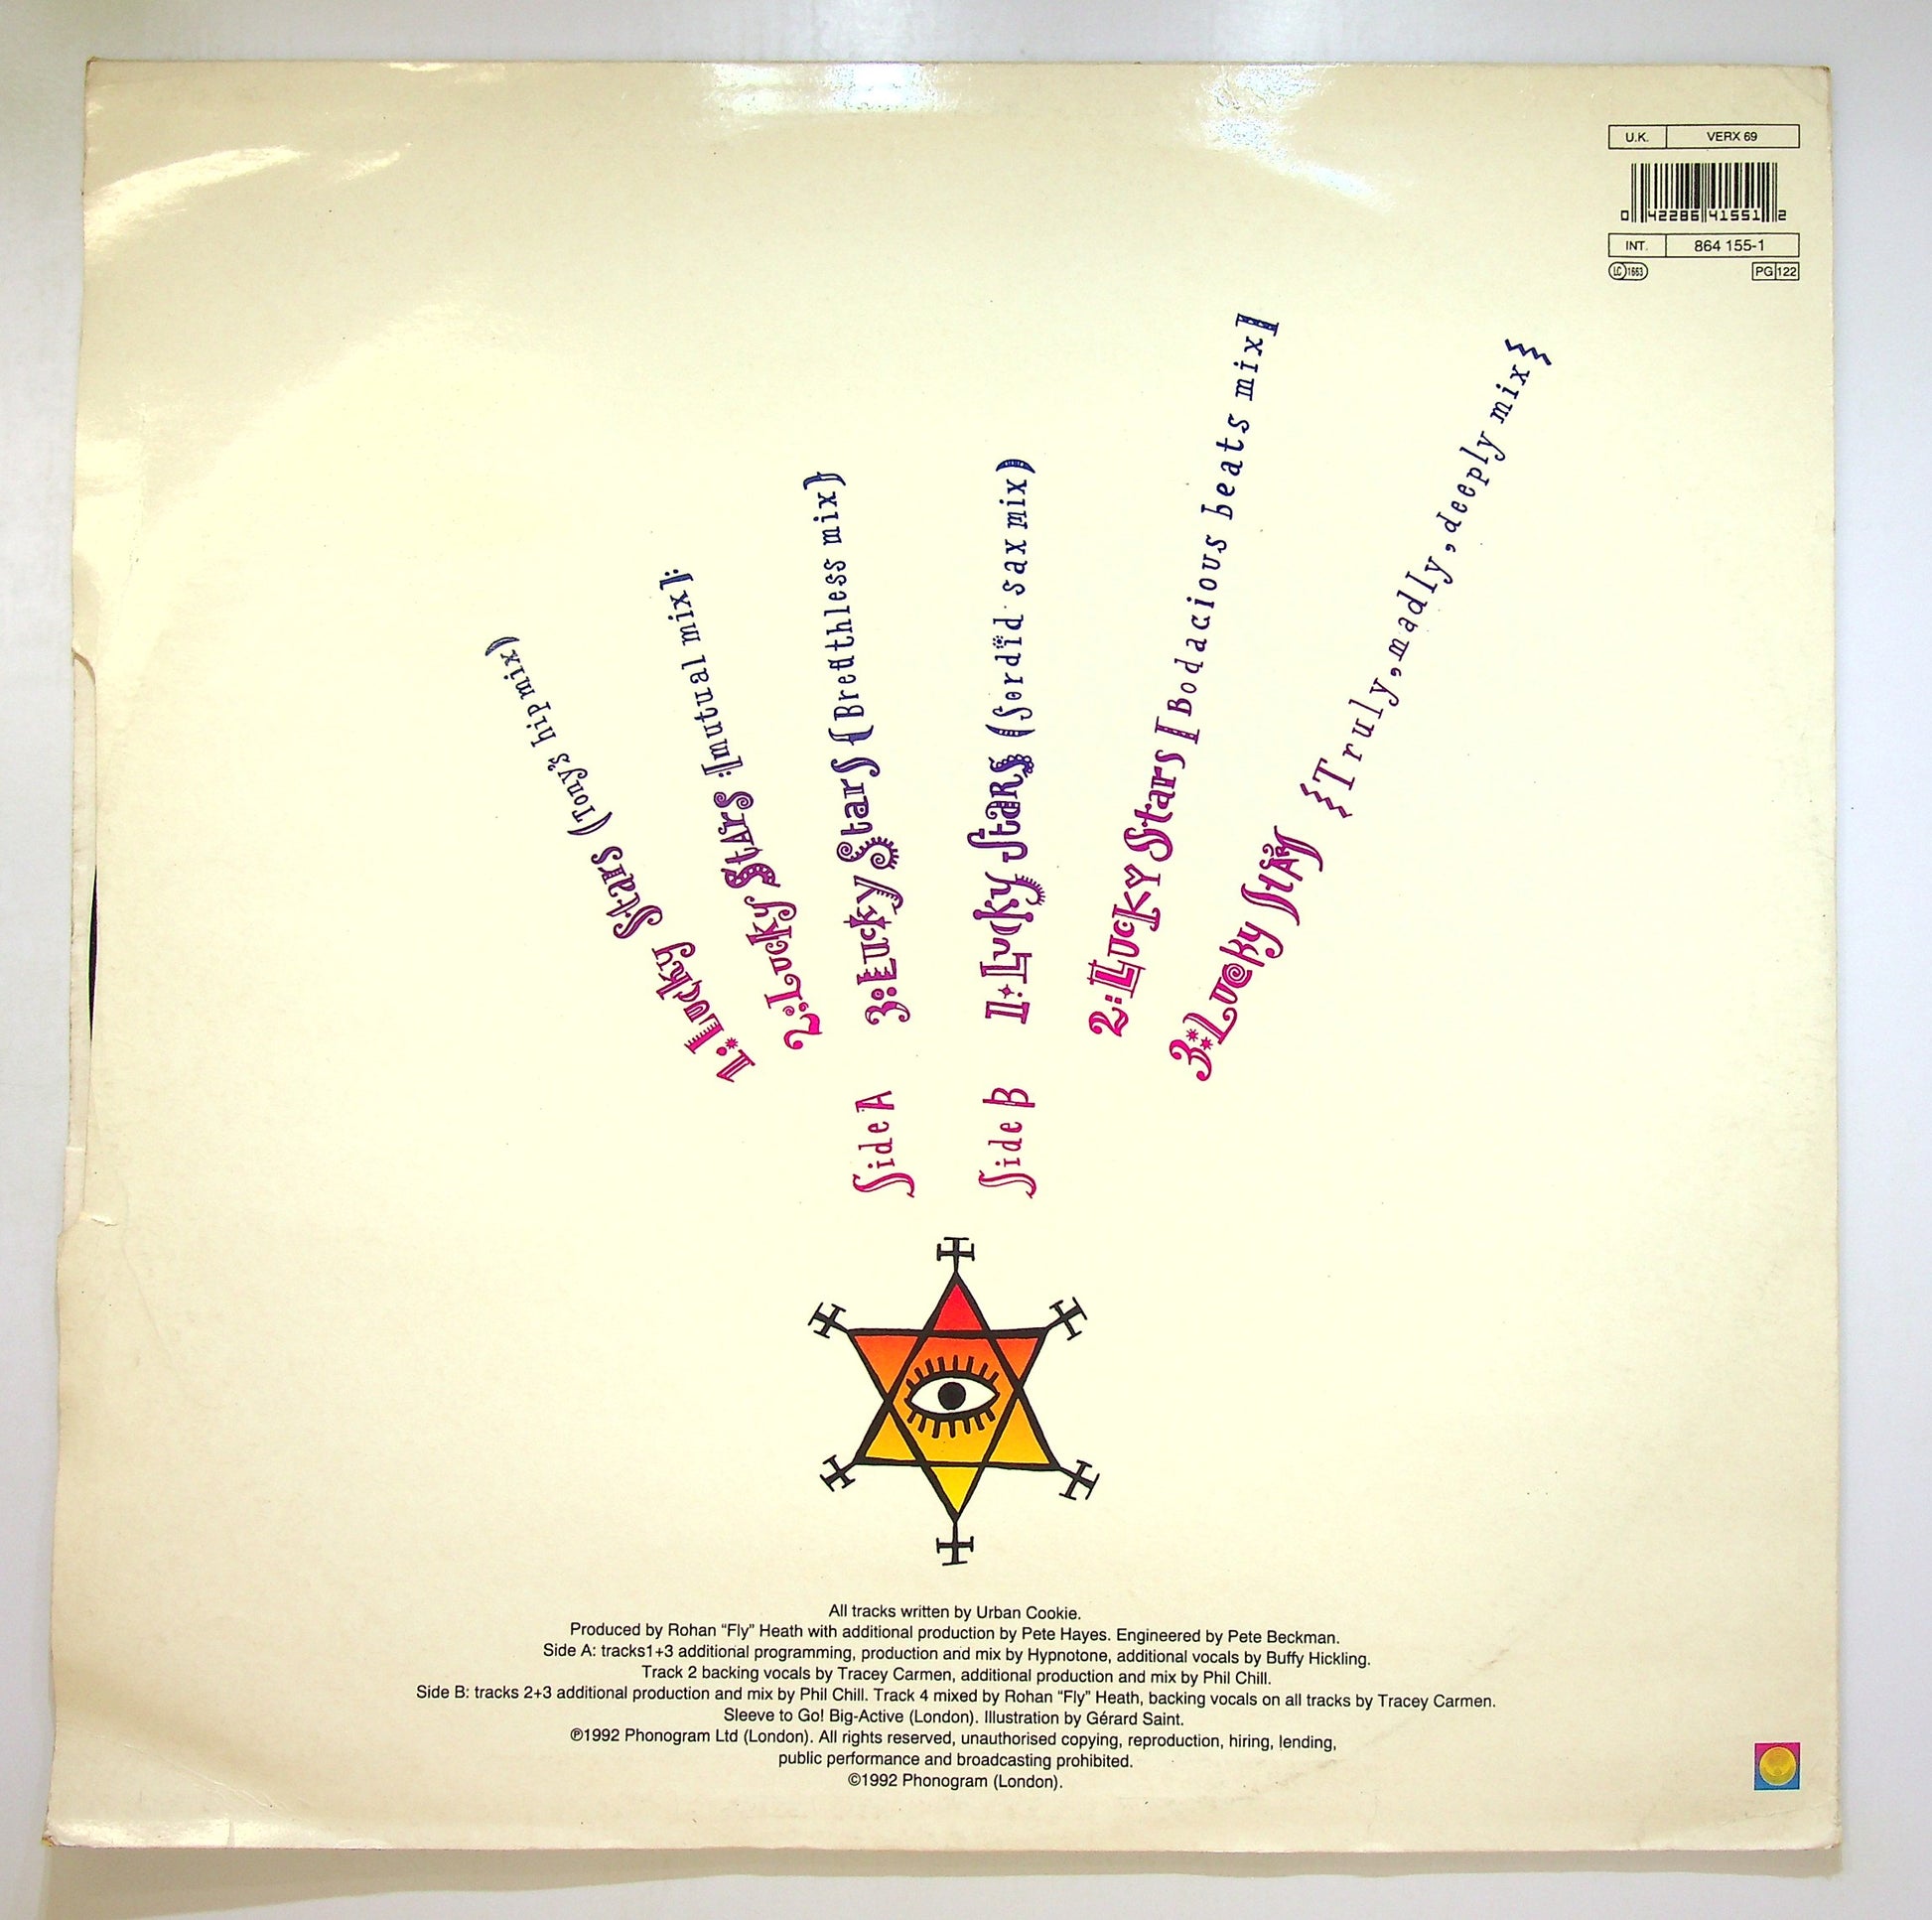 U.K. VERX 69
0 42286 41551 2
INT. 864 155-1
LC 1663 PG 122
1: Lucky Stars (Tony's hip mix)
2: Lucky Stars :[mutual mix]:
3: Lucky Stars {Breathless mix}
1: Lucky Stars (Sordid sax mix)
2: Lucky Stars [Bodacious beats mix]
3: Lucky Star {Truly, madly, deeply mix}
Side A
Side B
All tracks written by Urban Cookie.
Produced by Rohan “Fly” Heath with additional production by Pete Hayes. Engineered by Pete Beckman.
Side A: tracks1+3 additional programming, production and mix by Hypnotone, additional vocals by Buffy Hickling.
Track 2 backing vocals by Tracey Carmen, additional production and mix by Phil Chill.
Side B: tracks 2+3 additional production and mix by Phil Chill. Track 4 mixed by Rohan “Fly” Heath, backing vocals on all tracks by Tracey Carmen.
Sleeve to Go! Big-Active (London). Illustration by Gérard Saint.
℗1992 Phonogram Ltd (London). All rights reserved, unauthorised copying, reproduction, hiring, lending,
public performance and broadcasting prohibited.
©1992 Phonogram (London).